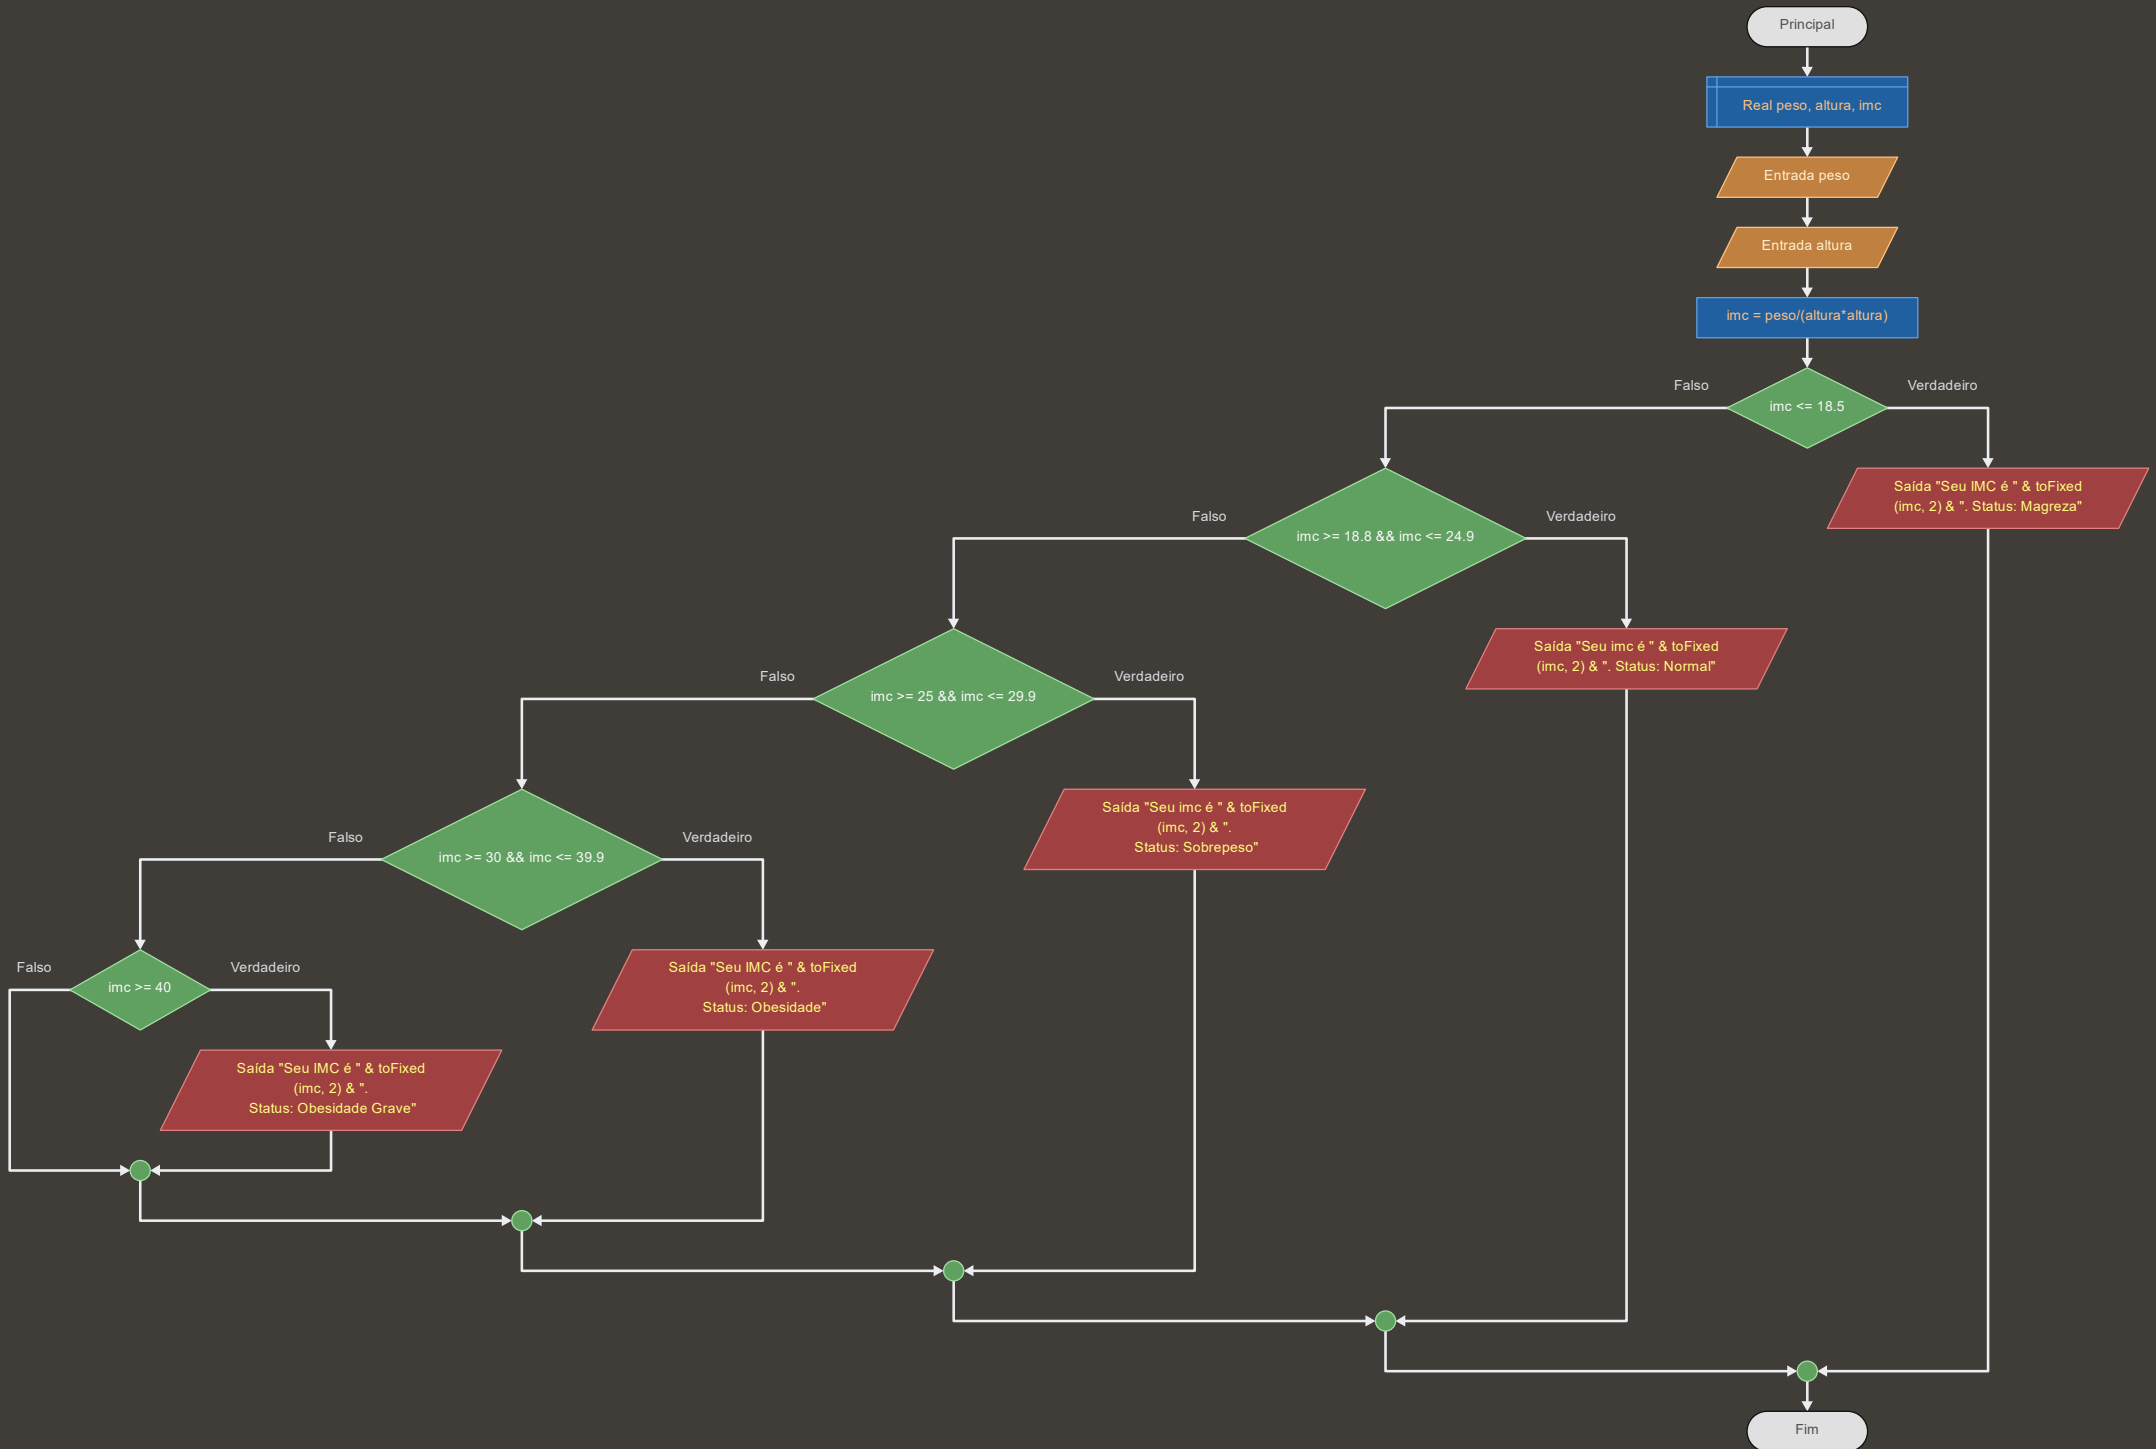 Principal
Real peso, altura, imc
Entrada peso
Entrada altura
imc = peso/(altura*altura)
Falso
Verdadeiro
imc <= 18.5
Saída "Seu IMC é " & toFixed
(imc, 2) & ". Status: Magreza"
Falso
Verdadeiro
imc >= 18.8 && imc <= 24.9
Saída "Seu imc é " & toFixed
(imc, 2) & ". Status: Normal"
Falso
Verdadeiro
imc >= 25 && imc <= 29.9
Saída "Seu imc é " & toFixed
(imc, 2) & ".
Status: Sobrepeso"
Falso
Verdadeiro
imc >= 30 && imc <= 39.9
Saída "Seu IMC é " & toFixed
(imc, 2) & ".
Status: Obesidade"
Falso
Verdadeiro
imc >= 40
Saída "Seu IMC é " & toFixed
(imc, 2) & ".
Status: Obesidade Grave"
Fim